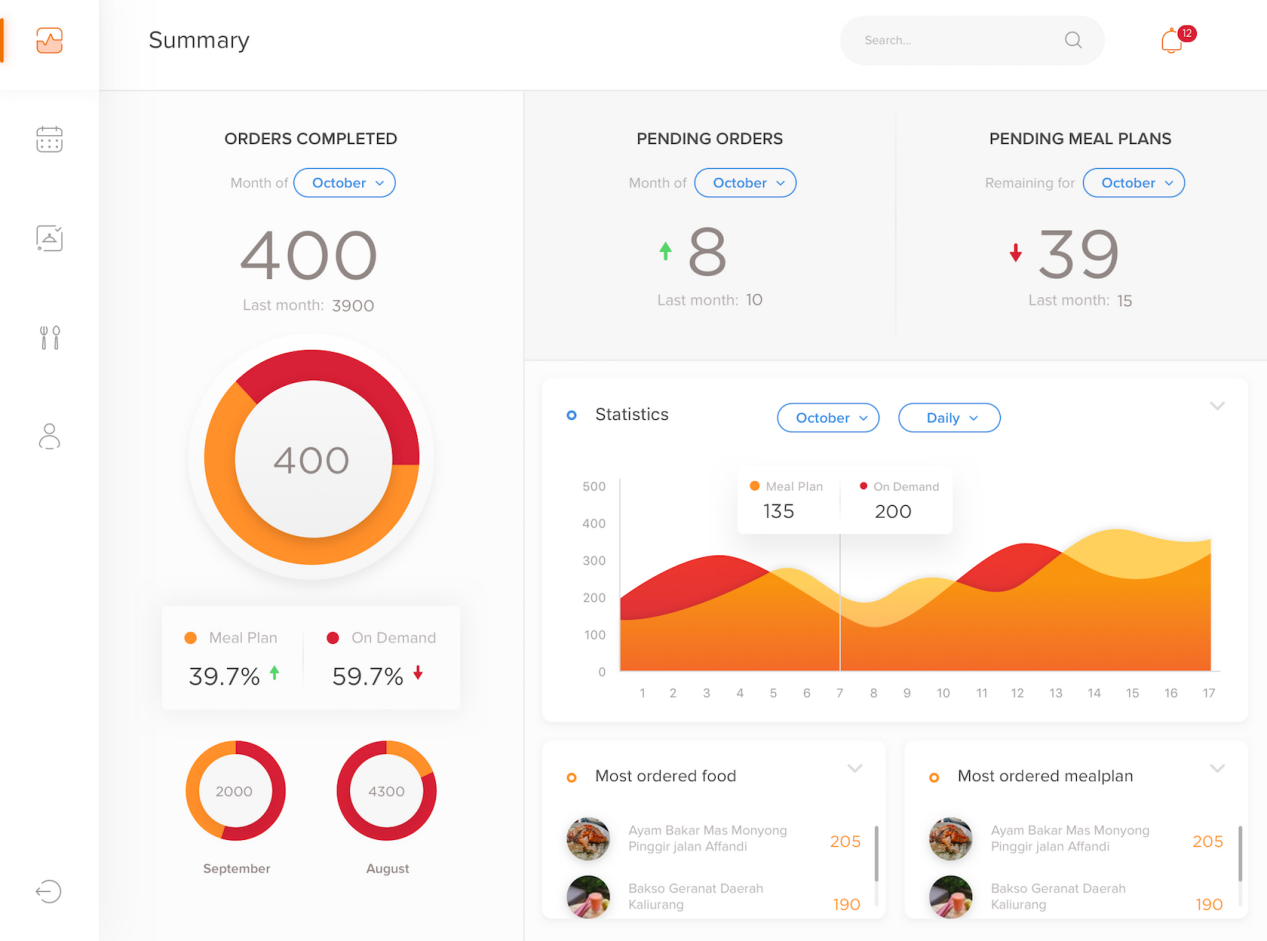 Summary
Search...
12
ORDERS COMPLETED
Month of October
400
Last month: 3900
400
Meal Plan On Demand
39.7% 59.7%
2000 4300
September August
PENDING ORDERS
Month of October
8
Last month: 10
PENDING MEAL PLANS
Remaining for October
39
Last month: 15
Statistics October Daily
Meal Plan On Demand
135 200
500
400
300
200
100
0
1 2 3 4 5 6 7 8 9 10 11 12 13 14 15 16 17
Most ordered food
Ayam Bakar Mas Monyong
Pinggir jalan Affandi
205
Bakso Geranat Daerah
Kaliurang
190
Most ordered mealplan
Ayam Bakar Mas Monyong
Pinggir jalan Affandi
205
Bakso Geranat Daerah
Kaliurang
190